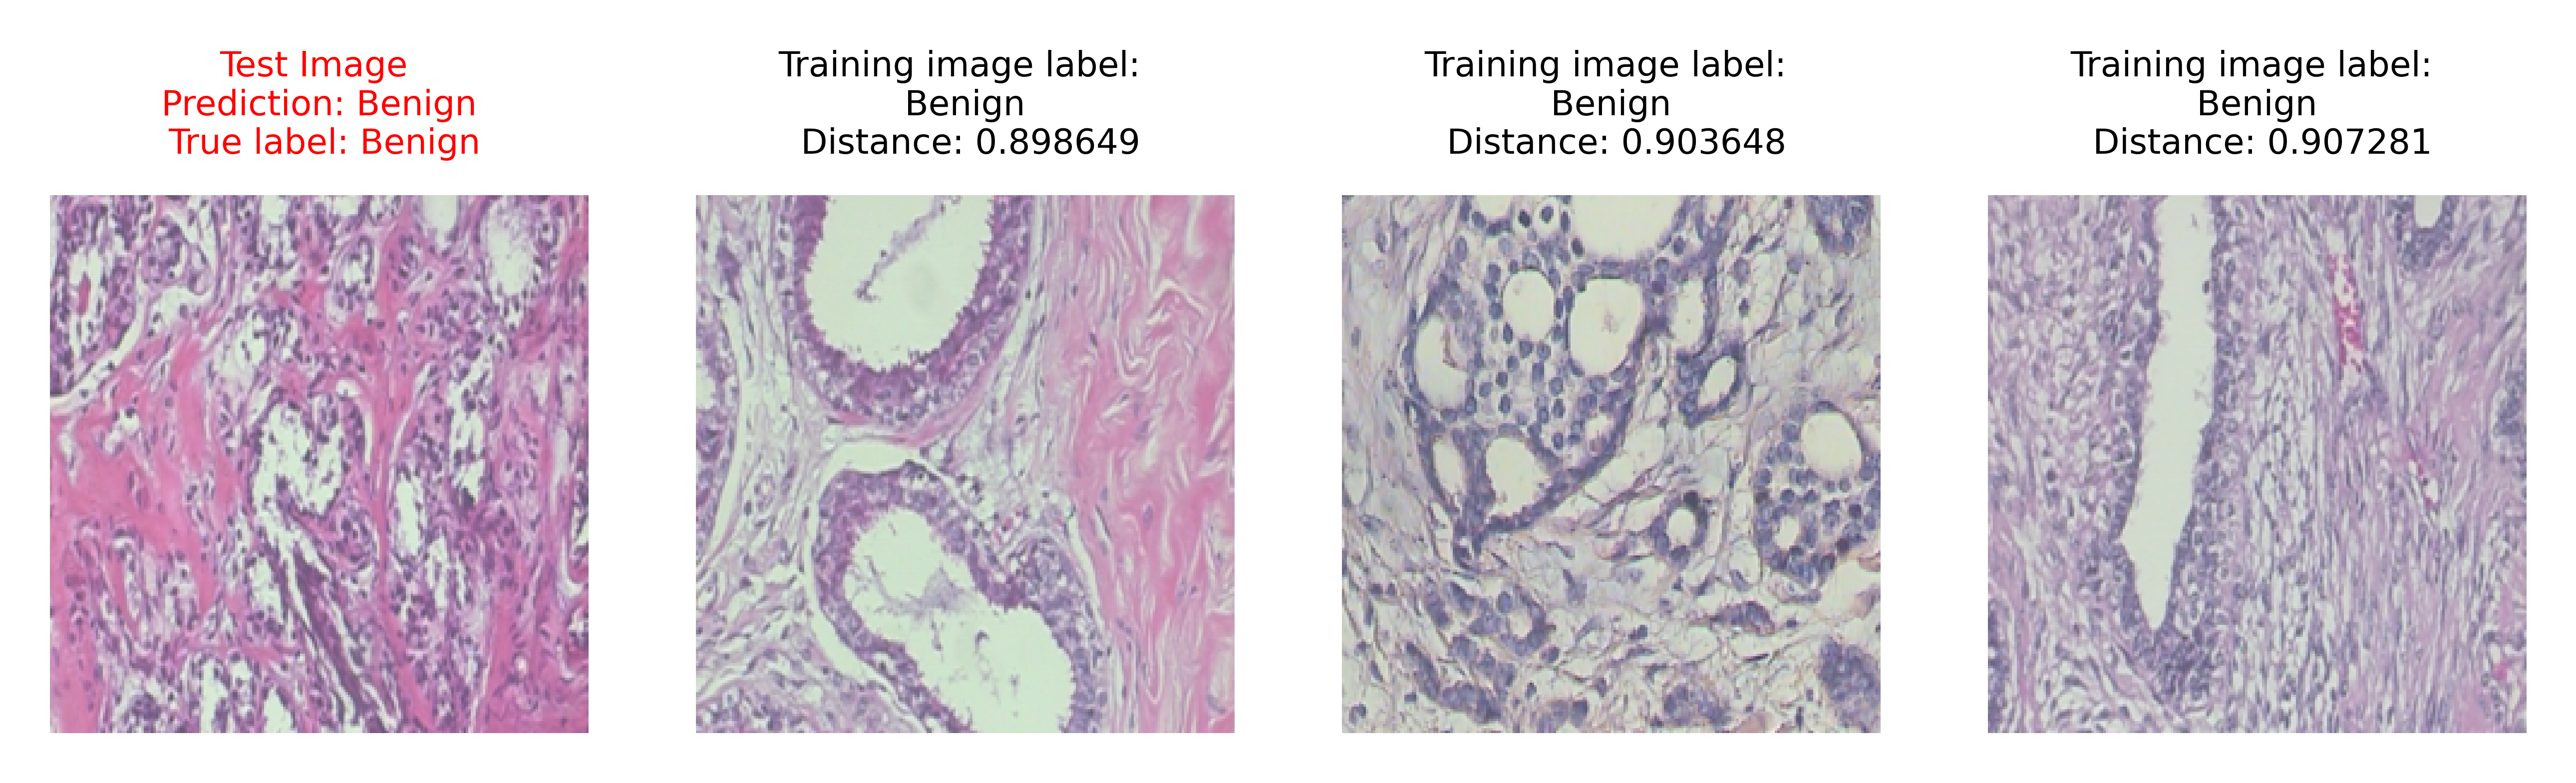 Test Image
Prediction: Benign
True label: Benign
Training image label:
Benign
Distance: 0.898649
Training image label:
Benign
Distance: 0.903648
Training image label:
Benign
Distance: 0.907281